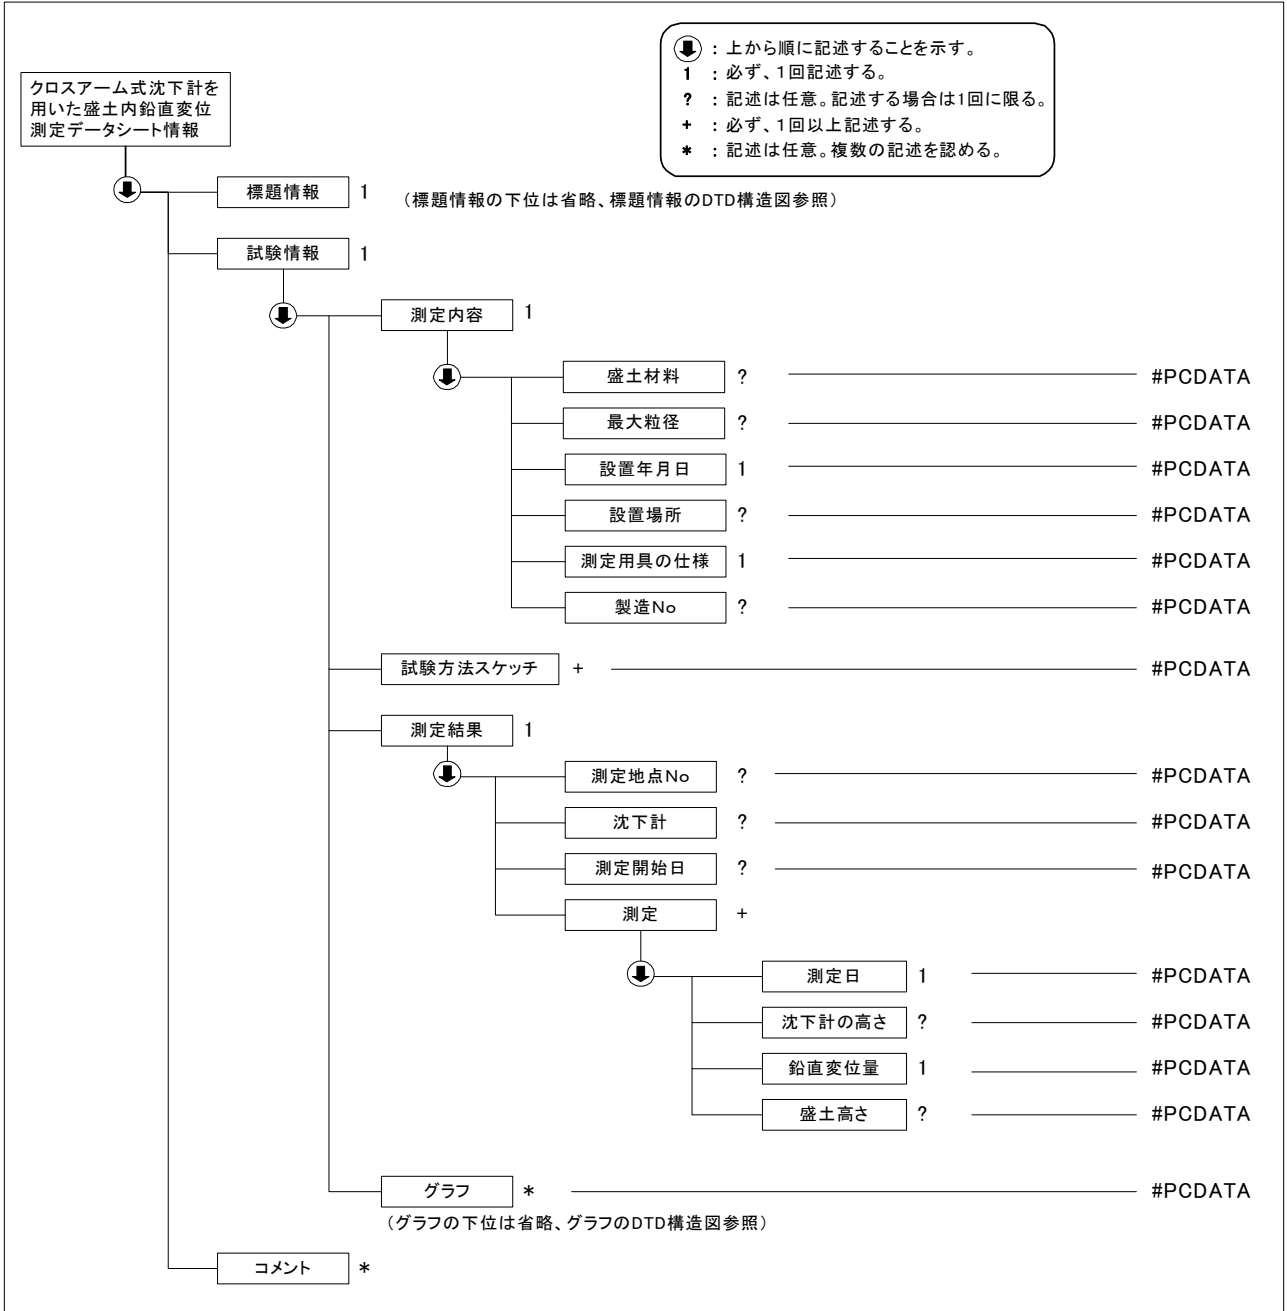 ： 上から順に記述することを示す。
1 ： 必ず、1回記述する。
? ： 記述は任意。記述する場合は1回に限る。
+ ： 必ず、1回以上記述する。
* ： 記述は任意。複数の記述を認める。
クロスアーム式沈下計を
用いた盛土内鉛直変位
測定データシート情報
標題情報 1 （標題情報の下位は省略、標題情報のDTD構造図参照）
試験情報 1
測定内容 1
盛土材料 ? #PCDATA
最大粒径 ? #PCDATA
設置年月日 1 #PCDATA
設置場所 ? #PCDATA
測定用具の仕様 1 #PCDATA
製造No ? #PCDATA
試験方法スケッチ + #PCDATA
測定結果 1
測定地点No ? #PCDATA
沈下計 ? #PCDATA
測定開始日 ? #PCDATA
測定 +
測定日 1 #PCDATA
沈下計の高さ ? #PCDATA
鉛直変位量 1 #PCDATA
盛土高さ ? #PCDATA
グラフ * #PCDATA
（グラフの下位は省略、グラフのDTD構造図参照）
コメント *